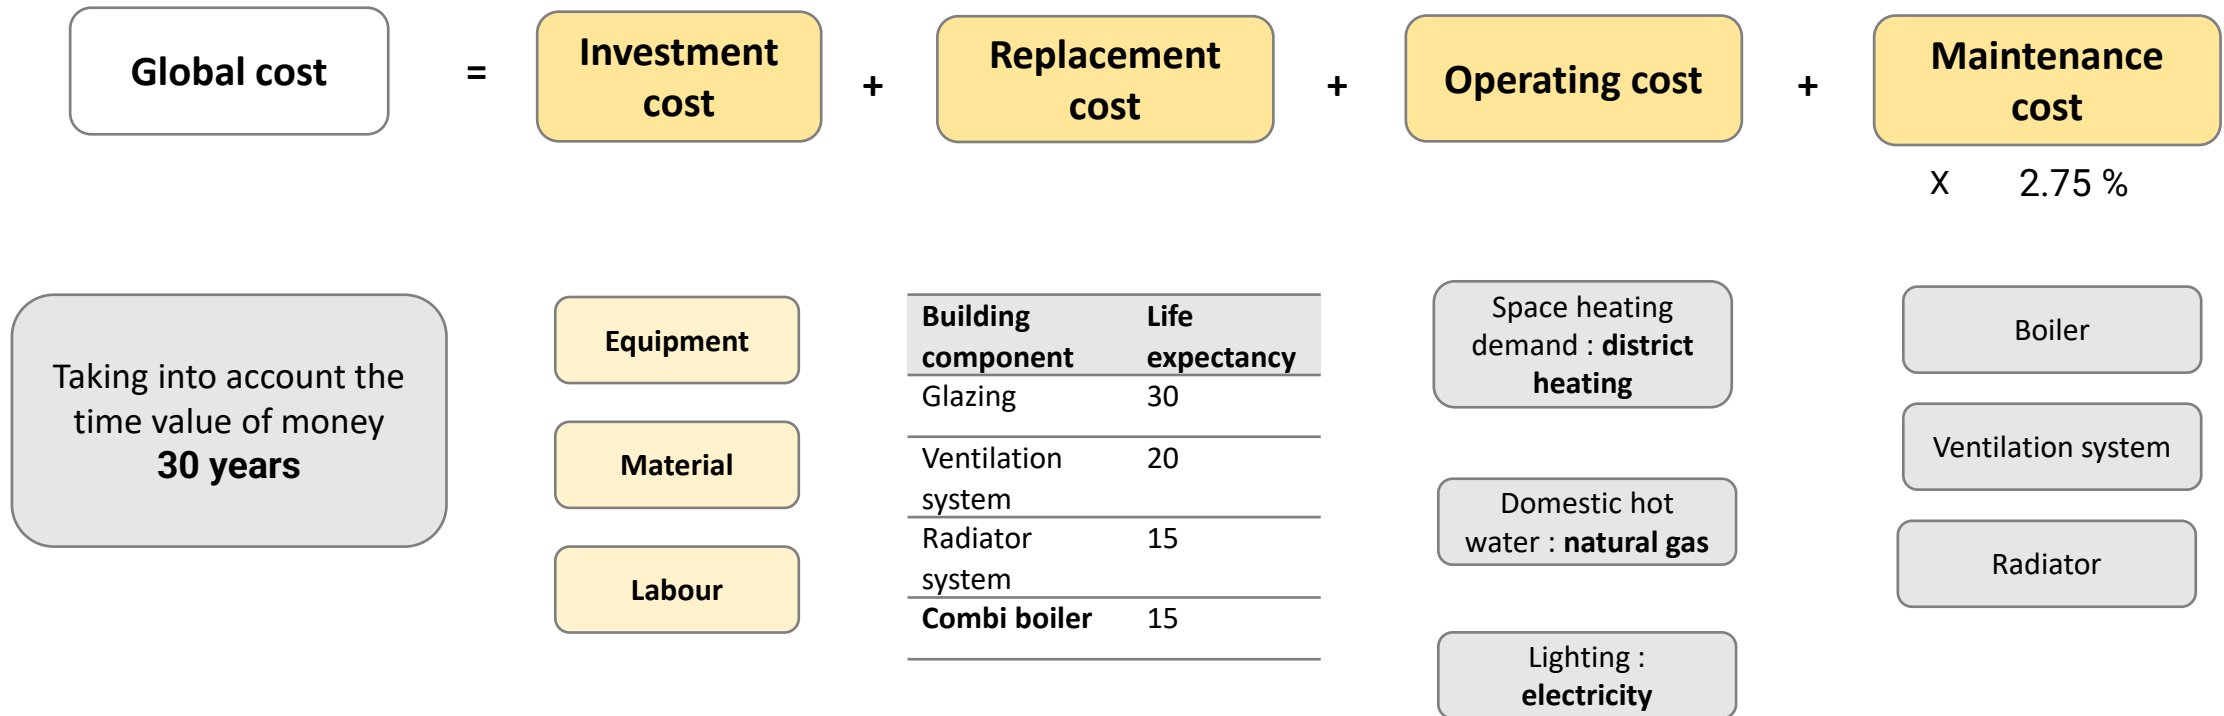 Global cost
=
Investment
cost
+
Replacement
cost
+
Operating cost
+
Maintenance
cost
X 2.75 %
Taking into account the
time value of money
30 years
Equipment
Material
Labour
Building component Life expectancy
Glazing 30
Ventilation system 20
Radiator system 15
Combi boiler 15
Space heating
demand : district
heating
Domestic hot
water : natural gas
Lighting :
electricity
Boiler
Ventilation system
Radiator